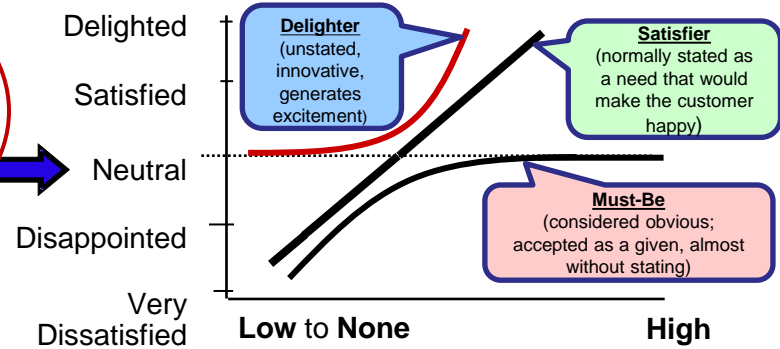 Delighted
Satisfied
Neutral
Disappointed
Very
Dissatisfied
Delighter
(unstated,
innovative,
generates
excitement)
Satisfier
(normally stated as
a need that would
make the customer
happy)
Must-Be
(considered obvious;
accepted as a given, almost
without stating)
Low to None
High